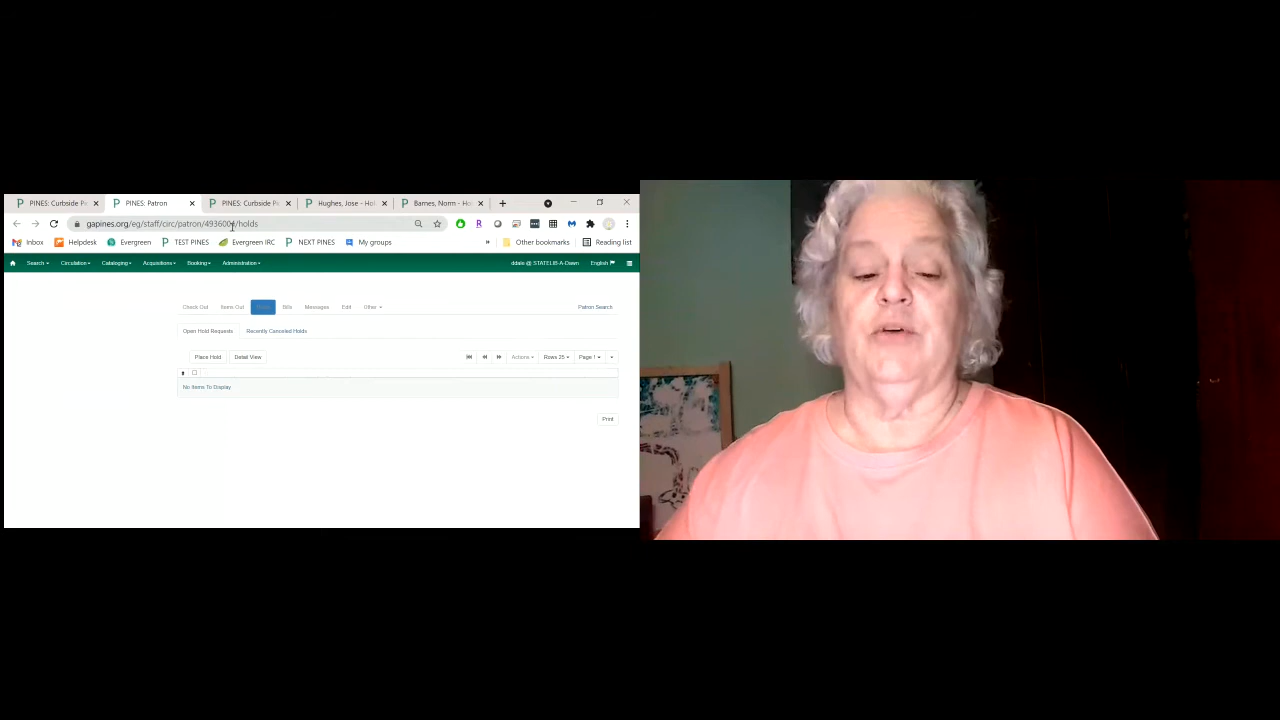 PINES: Curbside Pi
PINES: Patron
PINES: Curbside Pi
Hughes, Jose - Hol
Barnes, Norm - Ho
gapines.org/eg/staff/circ/patron/4936004/holds
Inbox
Helpdesk
Evergreen
TEST PINES
Evergreen IRC
NEXT PINES
My groups
»
Other bookmarks
Reading list
Search
Circulation
Cataloging
Acquisitions
Booking
Administration
ddale @ STATELIB-A-Dawn
English
Check Out
Items Out
Bills
Messages
Edit
Other
Patron Search
Open Hold Requests
Recently Canceled Holds
Place Hold
Detail View
Actions
Rows 25
Page 1
#
No Items To Display
Print